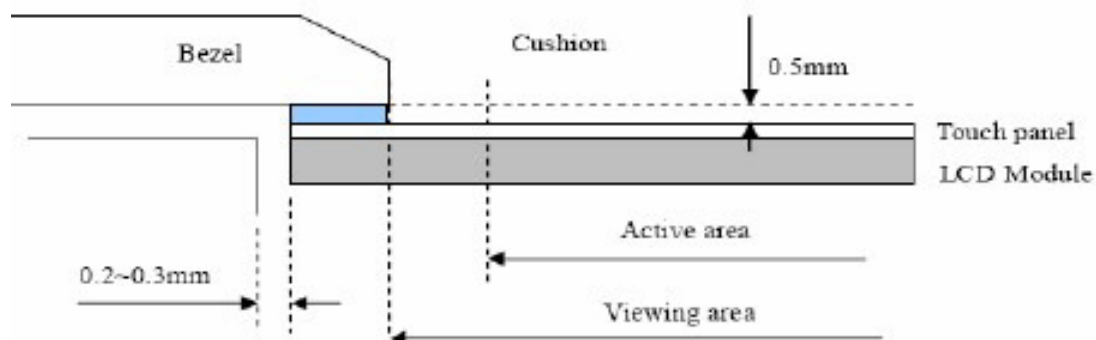 Cushion
Bezel
0.5mm
Touch panel
LCD Module
Active area
0.2~0.3mm
Viewing area